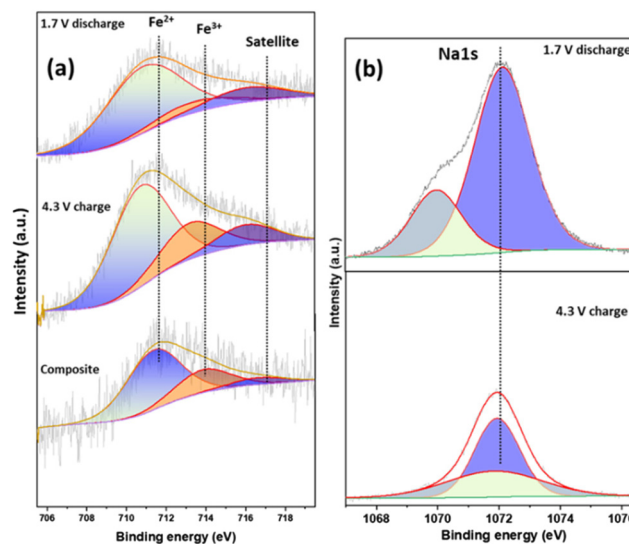 1.7 V discharge
Fe²⁺
Fe³⁺
Satellite
(a)
4.3 V charge
Composite
Intensity (a.u.)
706 708 710 712 714 716 718
Binding energy (eV)
(b)
Na1s
1.7 V discharge
4.3 V charge
Intensity (a.u.)
1068 1070 1072 1074 1076
Binding energy (eV)